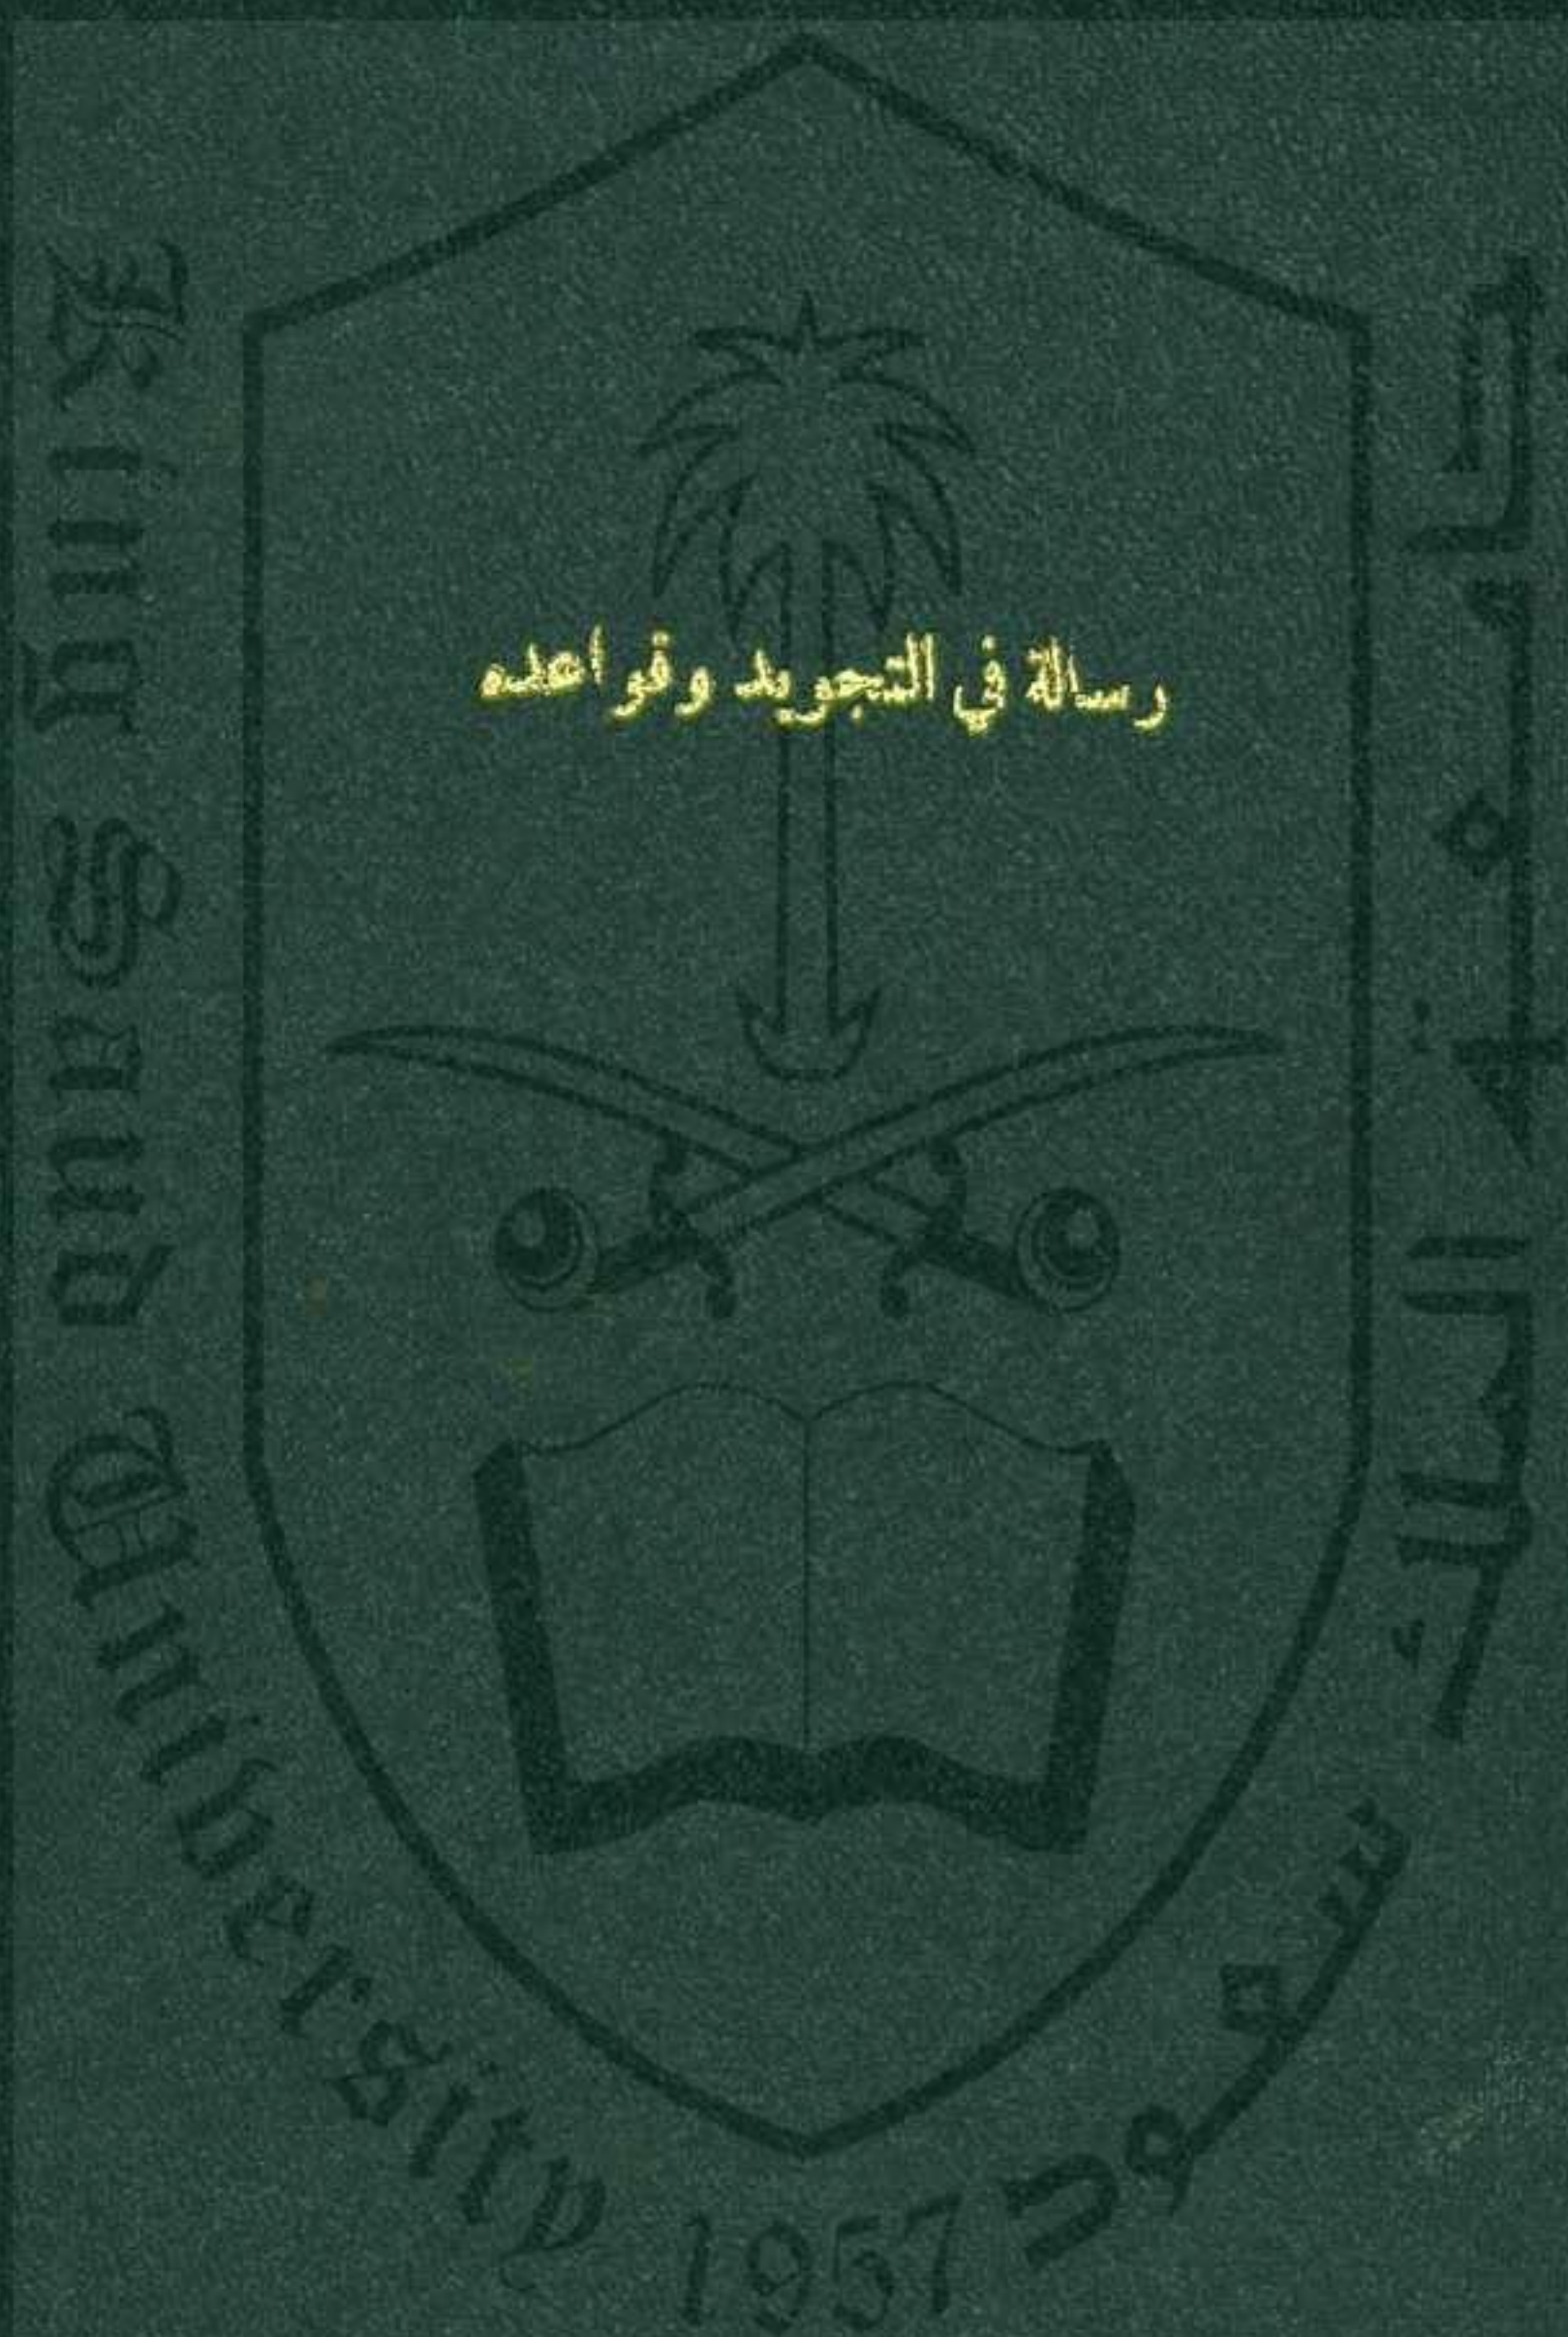 رسالة في التجويد وقواعده
King Saud University 1957
جامعة الملك سعود